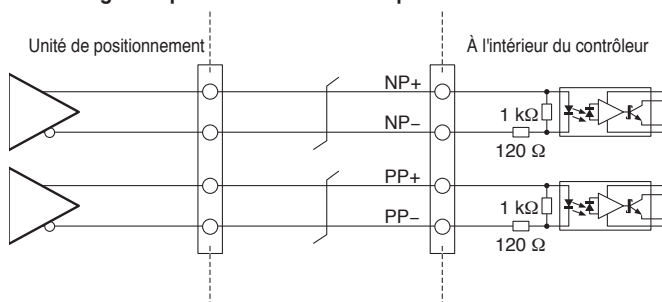 Unité de positionnement
À l'intérieur du contrôleur
NP+
1 kΩ
NP−
120 Ω
PP+
1 kΩ
PP−
120 Ω